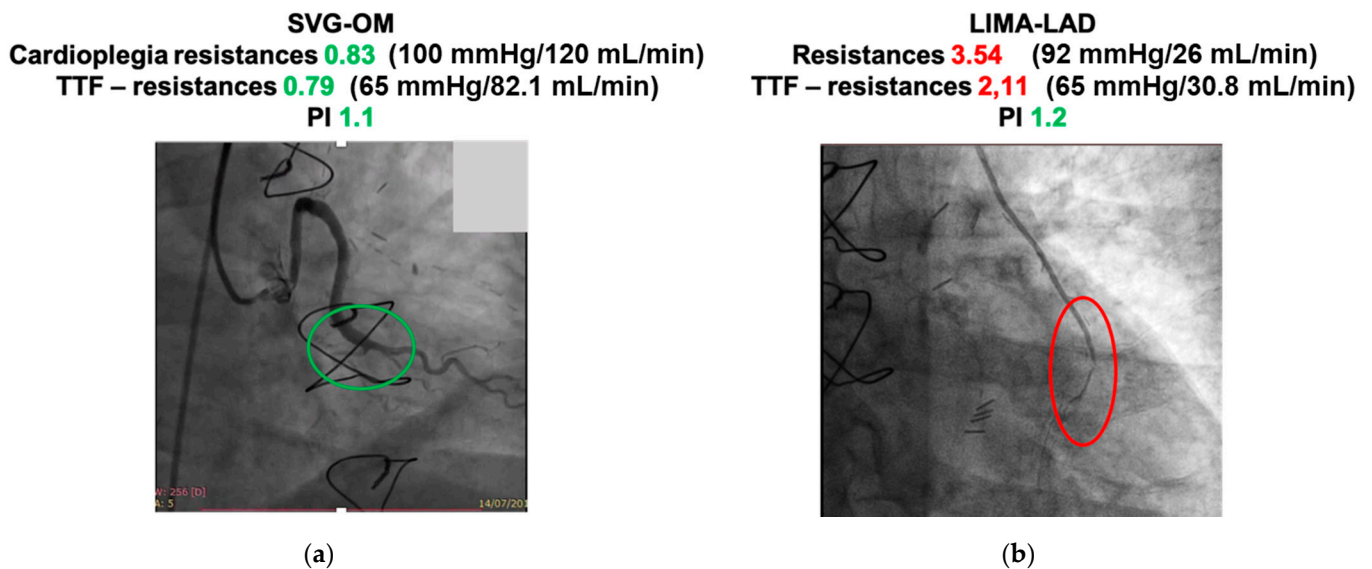 SVG-OM
Cardioplegia resistances 0.83 (100 mmHg/120 mL/min)
TTF – resistances 0.79 (65 mmHg/82.1 mL/min)
PI 1.1
W: 256 [D]
A: 5
14/07/201
(a)
LIMA-LAD
Resistances 3.54 (92 mmHg/26 mL/min)
TTF – resistances 2,11 (65 mmHg/30.8 mL/min)
PI 1.2
(b)